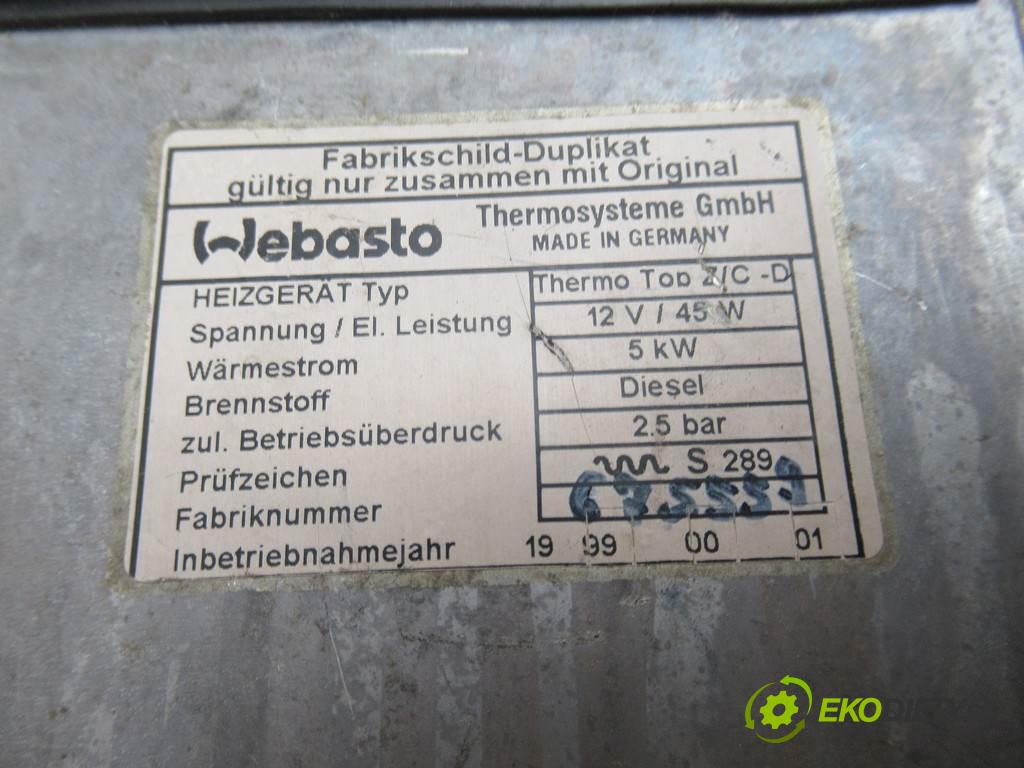 Fabrikschild-Duplikat
gültig nur zusammen mit Original
Webasto
Thermosysteme GmbH
MADE IN GERMANY
HEIZGERÄT Typ Thermo Top Z/C -D
Spannung / El. Leistung 12 V / 45 W
Wärmestrom 5 kW
Brennstoff Diesel
zul. Betriebsüberdruck 2.5 bar
Prüfzeichen S 289
Fabriknummer
Inbetriebnahmejahr 19 99 00 01